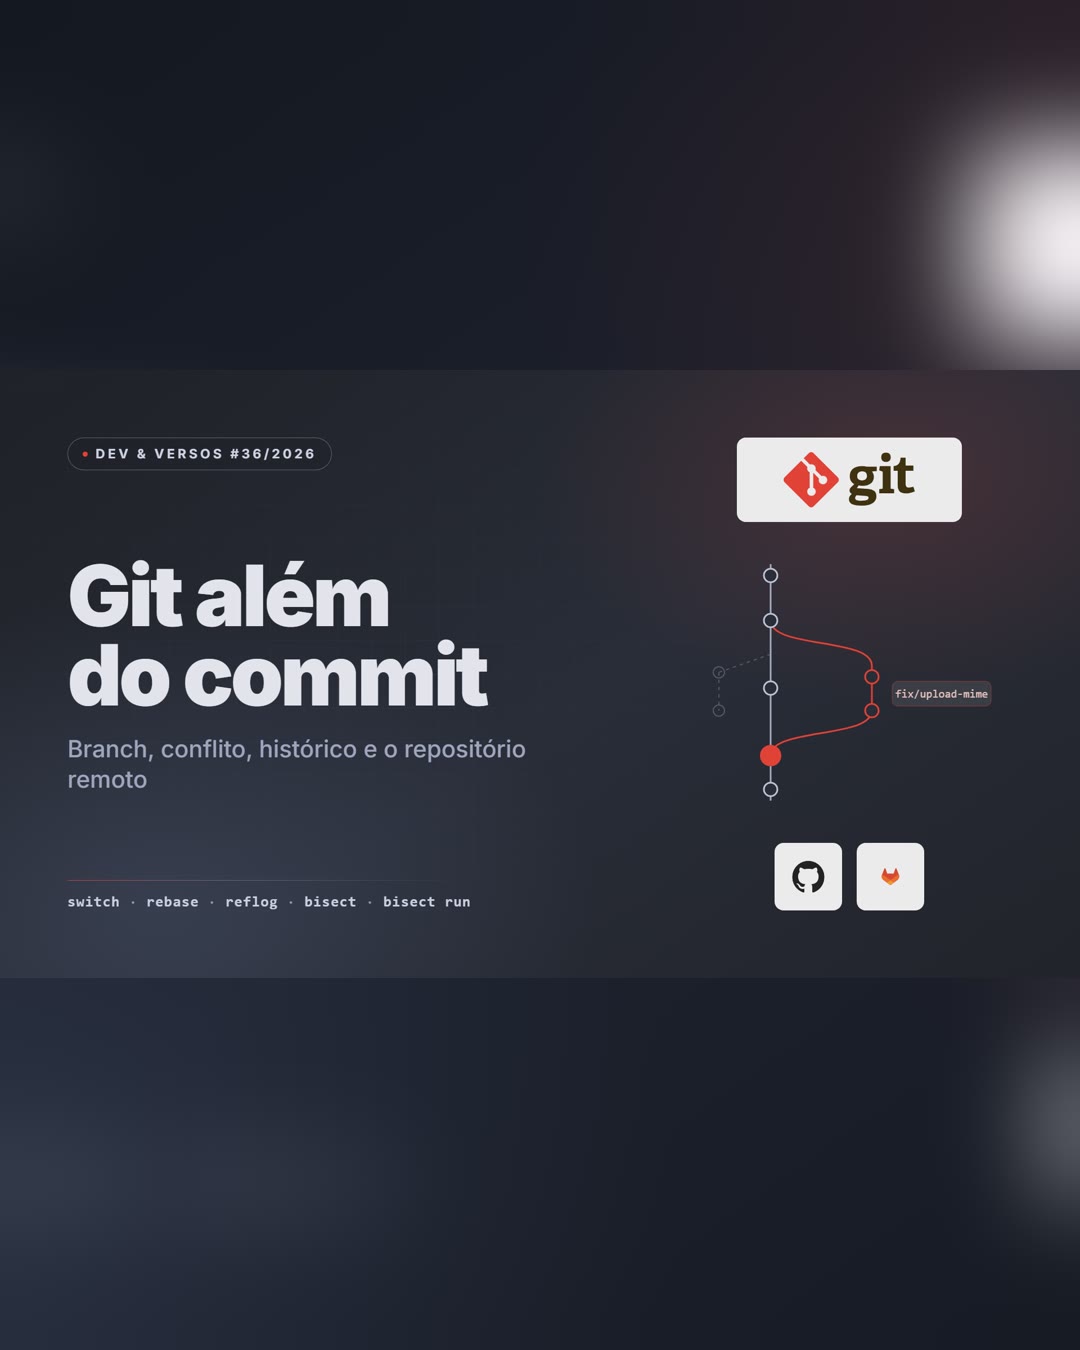 DEV & VERSOS #36/2026
git
Git além
do commit
Branch, conflito, histórico e o repositório
remoto
fix/upload-mime
switch · rebase · reflog · bisect · bisect run